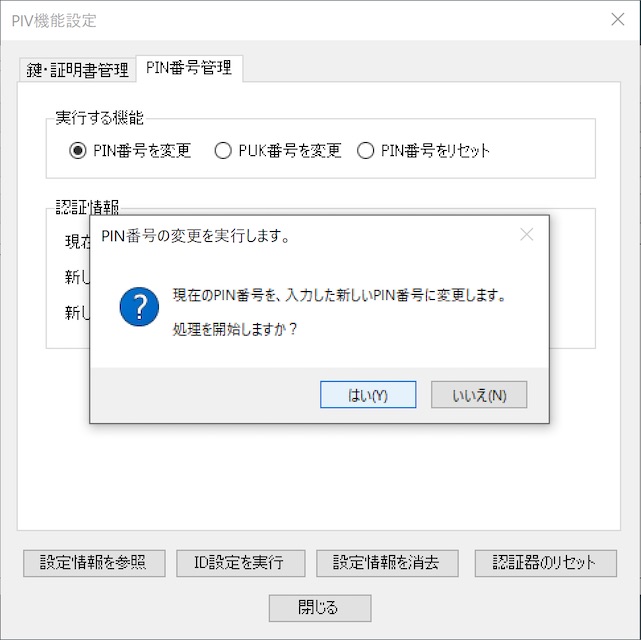 PIV機能設定
鍵・証明書管理 PIN番号管理
実行する機能
PIN番号を変更 PUK番号を変更 PIN番号をリセット
認証情報
現在
新し
新し
PIN番号の変更を実行します。
現在のPIN番号を、入力した新しいPIN番号に変更します。
処理を開始しますか？
はい(Y) いいえ(N)
設定情報を参照 ID設定を実行 設定情報を消去 認証器のリセット
閉じる